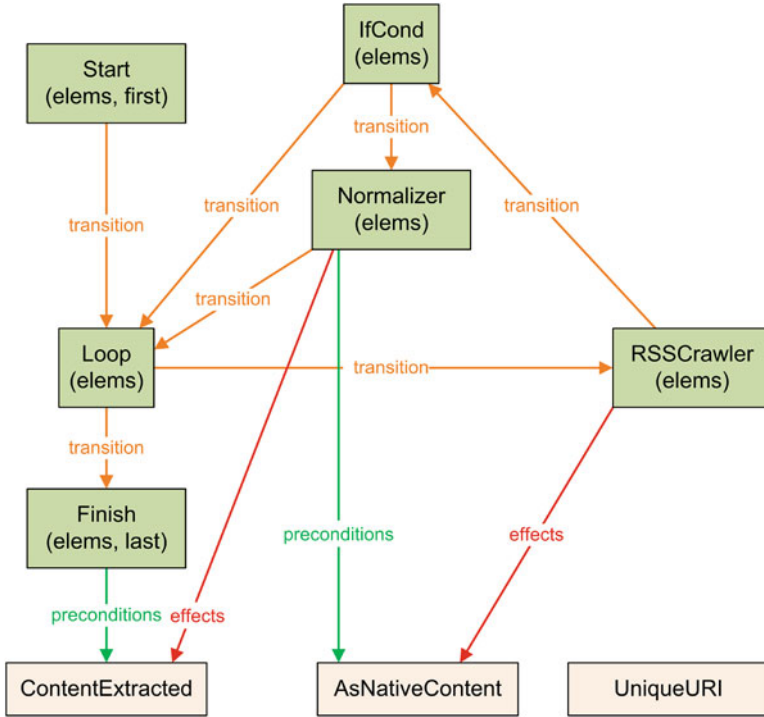 IfCond
(elems)
Start
(elems, first)
transition
Normalizer
(elems)
transition
transition
transition
transition
Loop
(elems)
transition
RSSCrawler
(elems)
transition
Finish
(elems, last)
preconditions
effects
preconditions
effects
ContentExtracted
AsNativeContent
UniqueURI